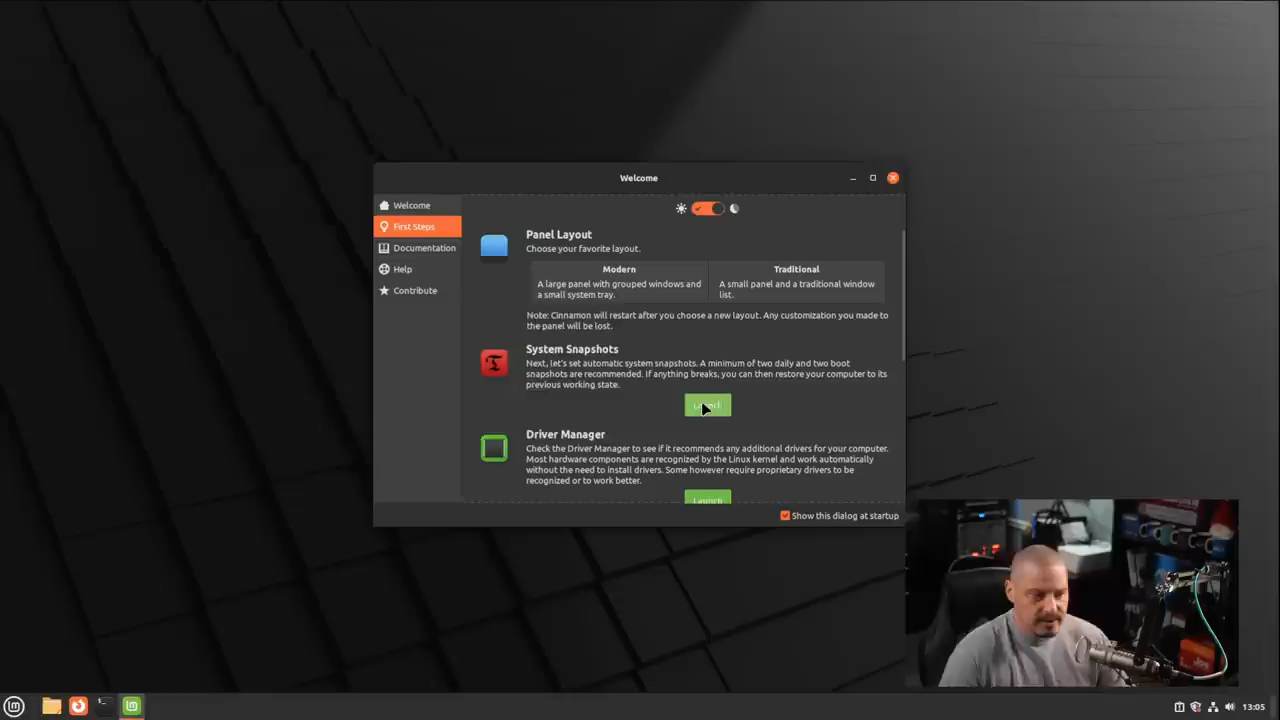 Welcome
Welcome
First Steps
Documentation
Help
Contribute
Panel Layout
Choose your favorite layout.
Modern
A large panel with grouped windows and
a small system tray.
Traditional
A small panel and a traditional window
list.
Note: Cinnamon will restart after you choose a new layout. Any customization you made to
the panel will be lost.
System Snapshots
Next, let's set automatic system snapshots. A minimum of two daily and two boot
snapshots are recommended. If anything breaks, you can then restore your computer to its
previous working state.
Launch
Driver Manager
Check the Driver Manager to see if it recommends any additional drivers for your computer.
Most hardware components are recognized by the Linux kernel and work automatically
without the need to install drivers. Some however require proprietary drivers to be
recognized or to work better.
Launch
Show this dialog at startup
13:05